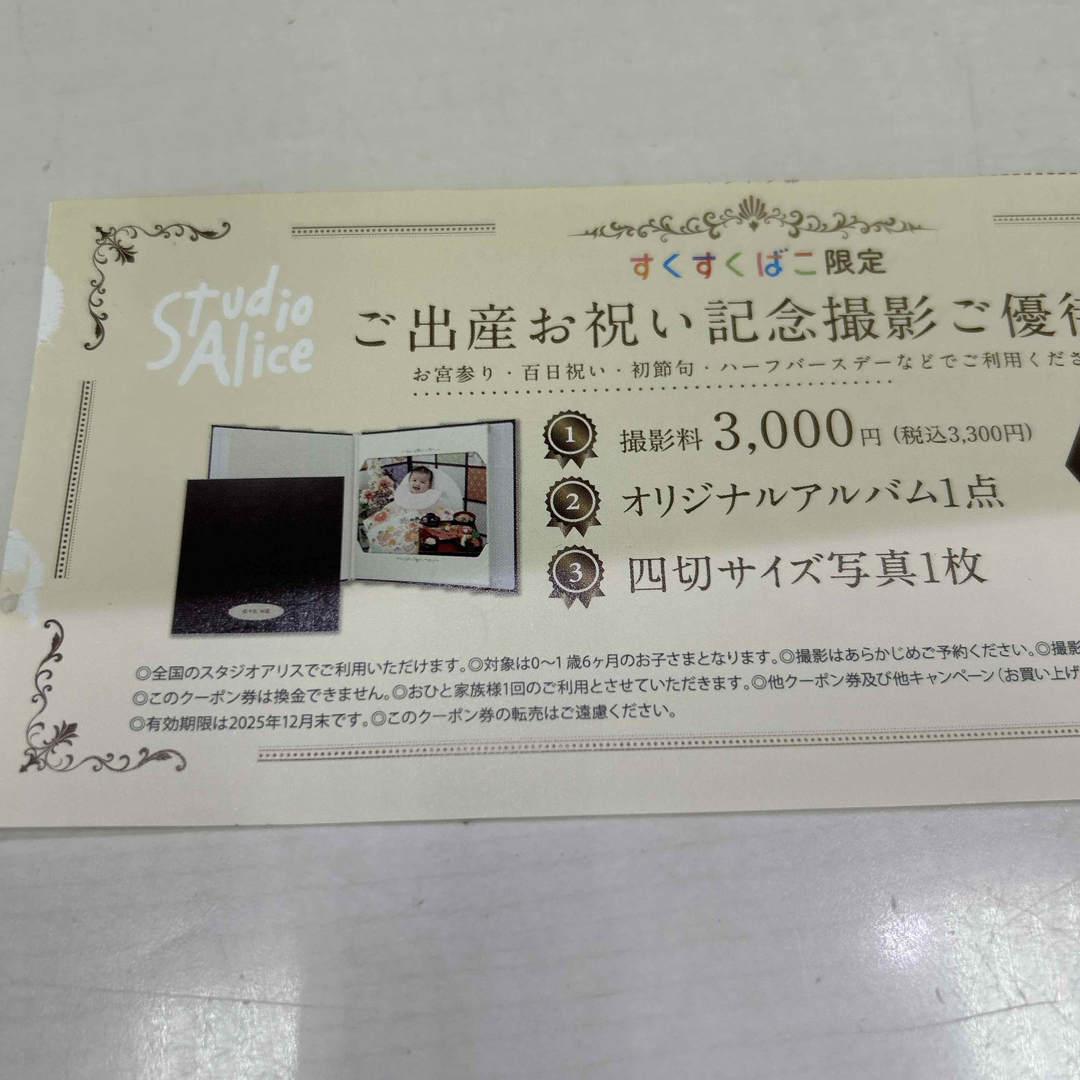 Studio
Alice
すくすくばこ限定
ご出産お祝い記念撮影ご優待
お宮参り・百日祝い・初節句・ハーフバースデーなどでご利用くださ
1 撮影料 3,000円 (税込3,300円)
2 オリジナルアルバム1点
3 四切サイズ写真1枚
◎全国のスタジオアリスでご利用いただけます。◎対象は0〜1歳6ヶ月のお子さまとなります。◎撮影はあらかじめご予約ください。◎撮影
◎このクーポン券は換金できません。◎おひと家族様1回のご利用とさせていただきます。◎他クーポン券及び他キャンペーン（お買い上げ
◎有効期限は2025年12月末です。◎このクーポン券の転売はご遠慮ください。